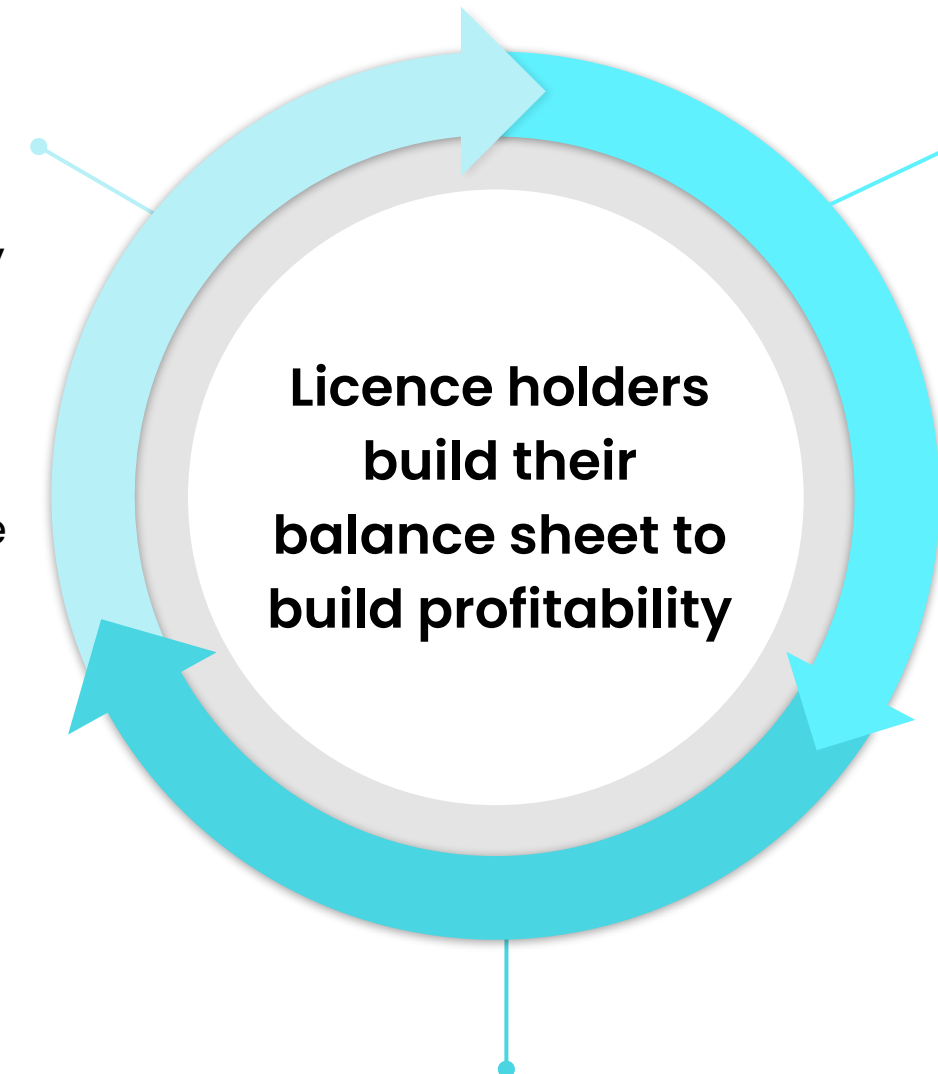 Licence holders
build their
balance sheet to
build profitability